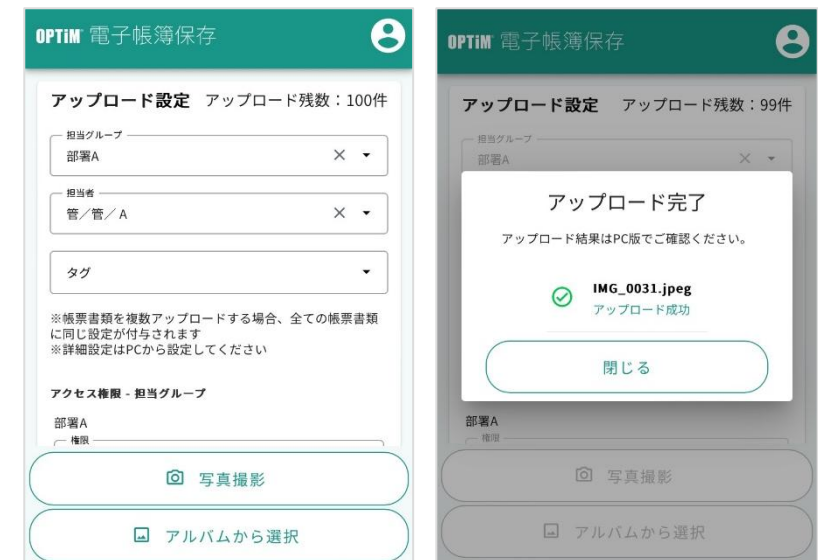 OPTiM 電子帳簿保存
アップロード設定 アップロード残数：100件
担当グループ
部署A
担当者
管／管／A
タグ
※帳票書類を複数アップロードする場合、全ての帳票書類
に同じ設定が付与されます
※詳細設定はPCから設定してください
アクセス権限 - 担当グループ
部署A
権限
写真撮影
アルバムから選択
OPTiM 電子帳簿保存
アップロード設定 アップロード残数：99件
担当グループ
部署A
アップロード完了
アップロード結果はPC版でご確認ください。
IMG_0031.jpeg
アップロード成功
閉じる
部署A
権限
写真撮影
アルバムから選択